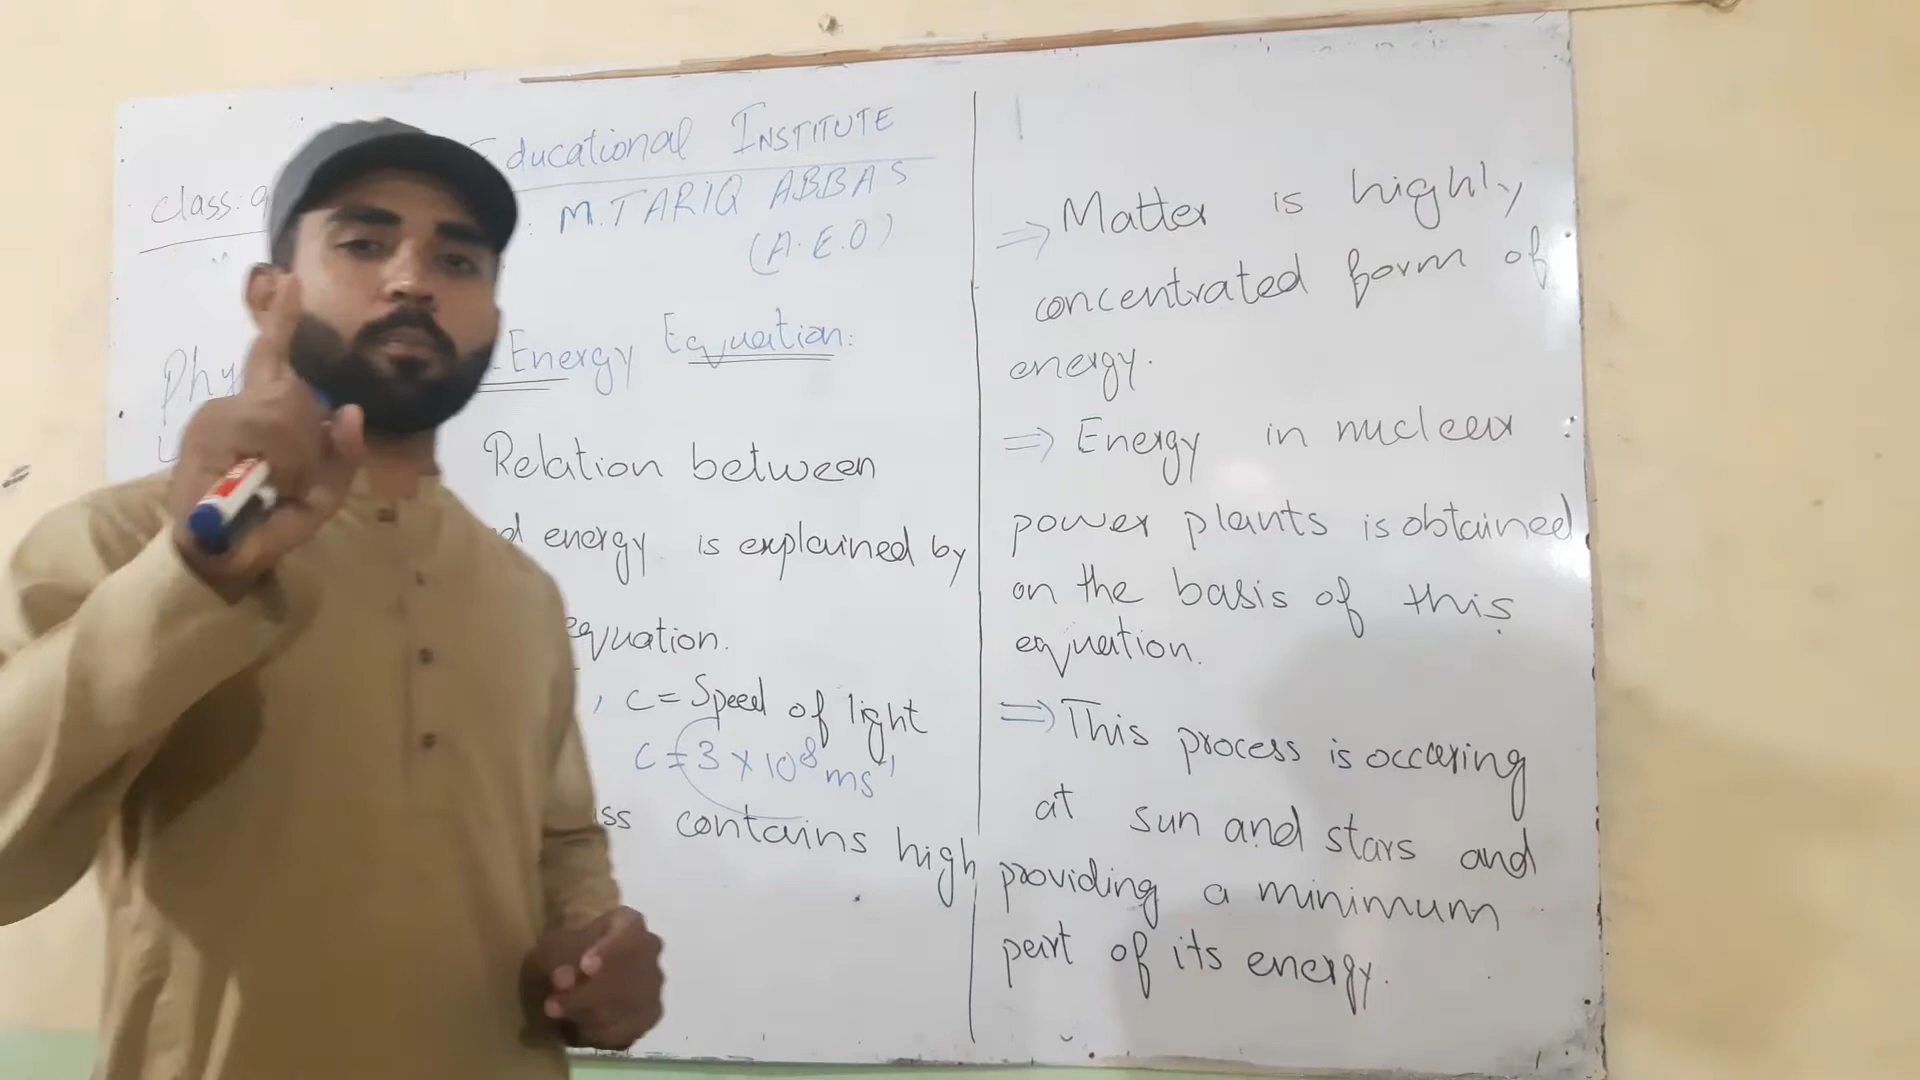 Educational INSTITUTE
class: 9
: M. TARIQ ABBAS
(A.E.O)
Phy
Energy Equation:
Relation between
energy is explained by
equation.
, c = Speed of light
c = 3 x 10⁸ ms⁻¹
contains high
⇒ Matter is highly
concentrated form of
energy.
⇒ Energy in nuclear
power plants is obtained
on the basis of this
equation.
⇒ This process is occuring
at sun and stars and
providing a minimum
part of its energy.